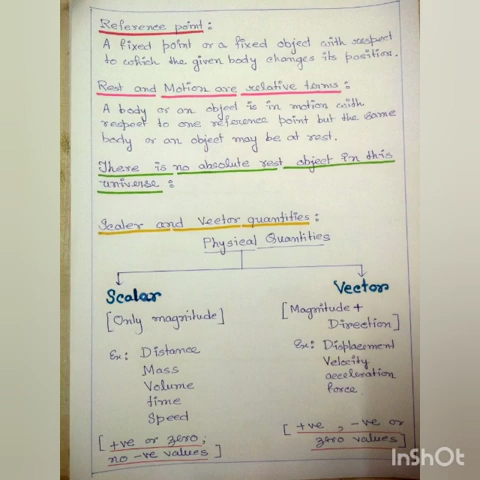 Reference point:
A fixed point or a fixed object with respect
to which the given body changes its position.
Rest and Motion are relative terms:
A body or an object is in motion with
respect to one reference point but the same
body or an object may be at rest.
There is no absolute rest object in this
universe:
Scaler and Vector quantities:
Physical Quantities
Scalar
[Only magnitude]
Ex: Distance
Mass
Volume
time
Speed
[+ve or zero,
no -ve values]
Vector
[Magnitude +
Direction]
Ex: Displacement
Velocity
acceleration
force
[+ve, -ve or
zero values]
InShOt